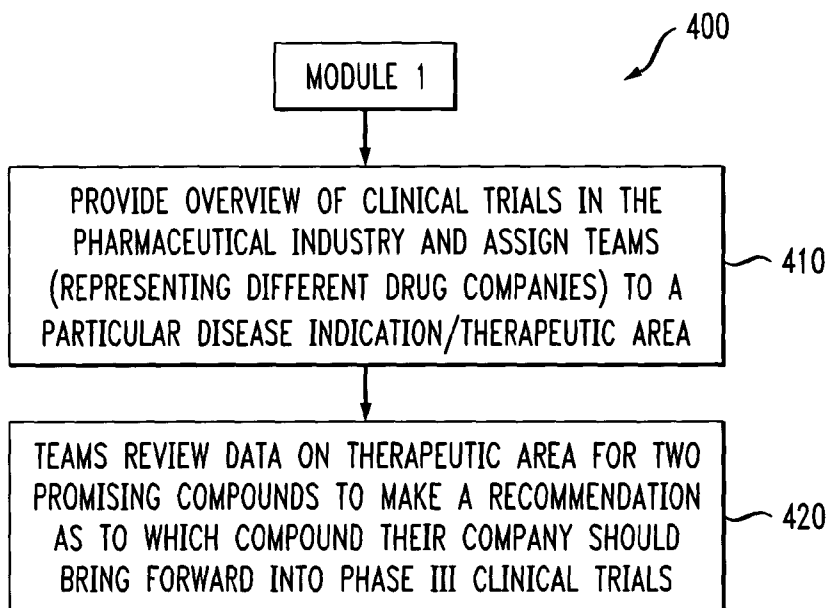 400
MODULE 1
PROVIDE OVERVIEW OF CLINICAL TRIALS IN THE
PHARMACEUTICAL INDUSTRY AND ASSIGN TEAMS
(REPRESENTING DIFFERENT DRUG COMPANIES) TO A
PARTICULAR DISEASE INDICATION/THERAPEUTIC AREA
410
TEAMS REVIEW DATA ON THERAPEUTIC AREA FOR TWO
PROMISING COMPOUNDS TO MAKE A RECOMMENDATION
AS TO WHICH COMPOUND THEIR COMPANY SHOULD
BRING FORWARD INTO PHASE III CLINICAL TRIALS
420